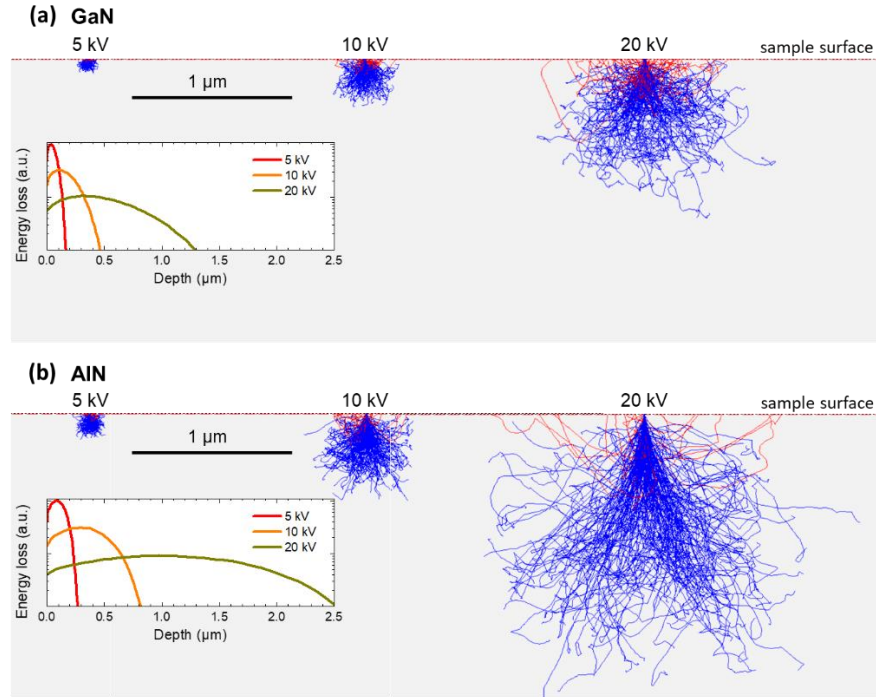 (a) GaN
5 kV 10 kV 20 kV sample surface
1 µm
Energy loss (a.u.)
5 kV
10 kV
20 kV
0.0 0.5 1.0 1.5 2.0 2.5
Depth (µm)
(b) AlN
5 kV 10 kV 20 kV sample surface
1 µm
Energy loss (a.u.)
5 kV
10 kV
20 kV
0.0 0.5 1.0 1.5 2.0 2.5
Depth (µm)